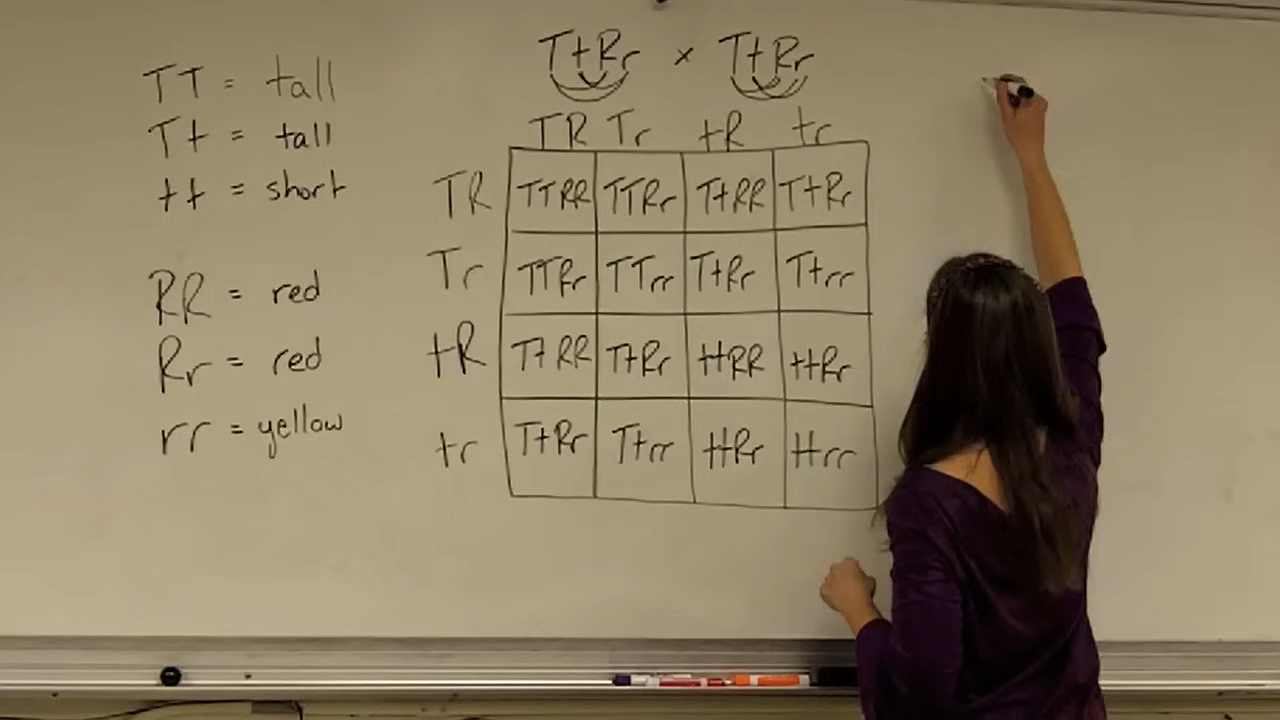 TtRr × TtRr
TT = tall
Tt = tall
tt = short
RR = red
Rr = red
rr = yellow
TR Tr tR tr
TR TTRR TTRr TtRR TtRr
Tr TTRr TTrr TtRr Ttrr
tR TtRR TtRr ttRR ttRr
tr TtRr Ttrr ttRr ttrr